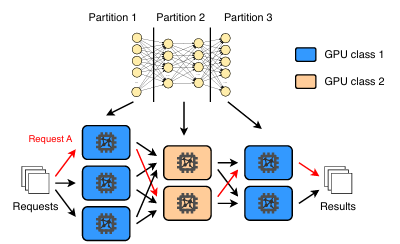 Partition 1 Partition 2 Partition 3
GPU class 1
GPU class 2
Request A
Requests
Results